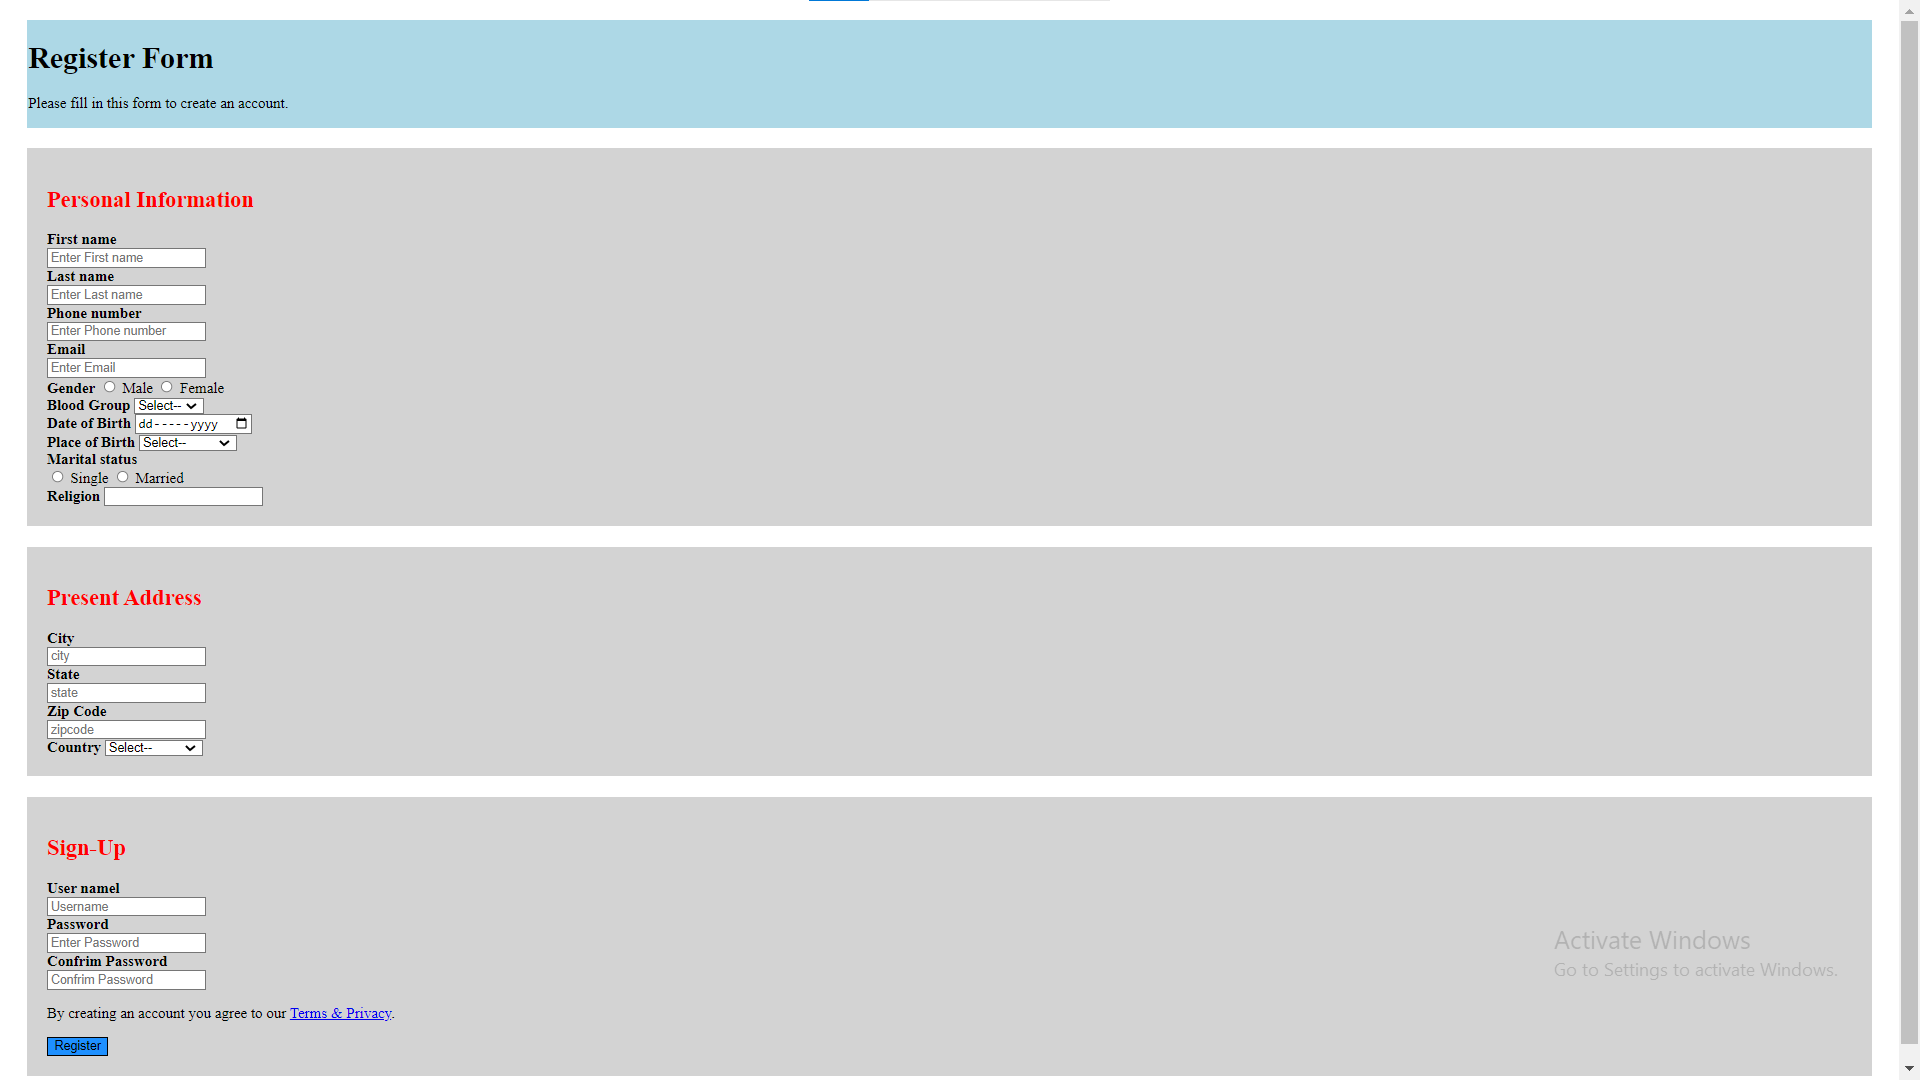 Register Form
Please fill in this form to create an account.
Personal Information
First name
Enter First name
Last name
Enter Last name
Phone number
Enter Phone number
Email
Enter Email
Gender Male Female
Blood Group Select--
Date of Birth dd-----yyyy
Place of Birth Select--
Marital status
Single Married
Religion
Present Address
City
city
State
state
Zip Code
zipcode
Country Select--
Sign-Up
User namel
Username
Password
Enter Password
Confrim Password
Confrim Password
By creating an account you agree to our Terms & Privacy.
Register
Activate Windows
Go to Settings to activate Windows.